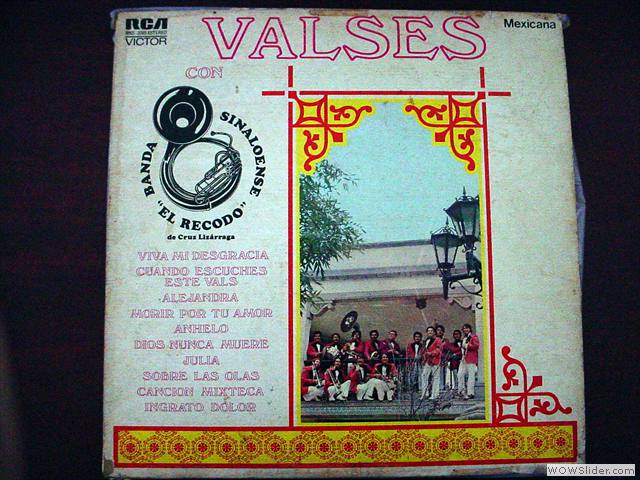 RCA
VICTOR
VALSES
Mexicana
CON
BANDA SINALOENSE
"EL RECODO"
de Cruz Lizárraga
VIVA MI DESGRACIA
CUANDO ESCUCHES
ESTE VALS
ALEJANDRA
MORIR POR TU AMOR
ANHELO
DIOS NUNCA MUERE
JULIA
SOBRE LAS OLAS
CANCION MIXTECA
INGRATO DOLOR
WOWSlider.com